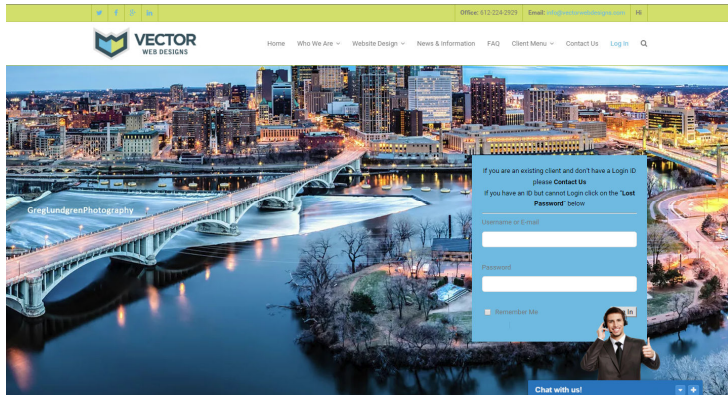 Office: 612-224-2929 Email: info@vectorwebdesigns.com Hi
VECTOR
WEB DESIGNS
Home Who We Are Website Design News & Information FAQ Client Menu Contact Us Log In
If you are an existing client and don't have a Login ID
please Contact Us
If you have an ID but cannot Login click on the "Lost
Password" below
GregLundgrenPhotography
Username or E-mail
Password
Remember Me
In
Chat with us!